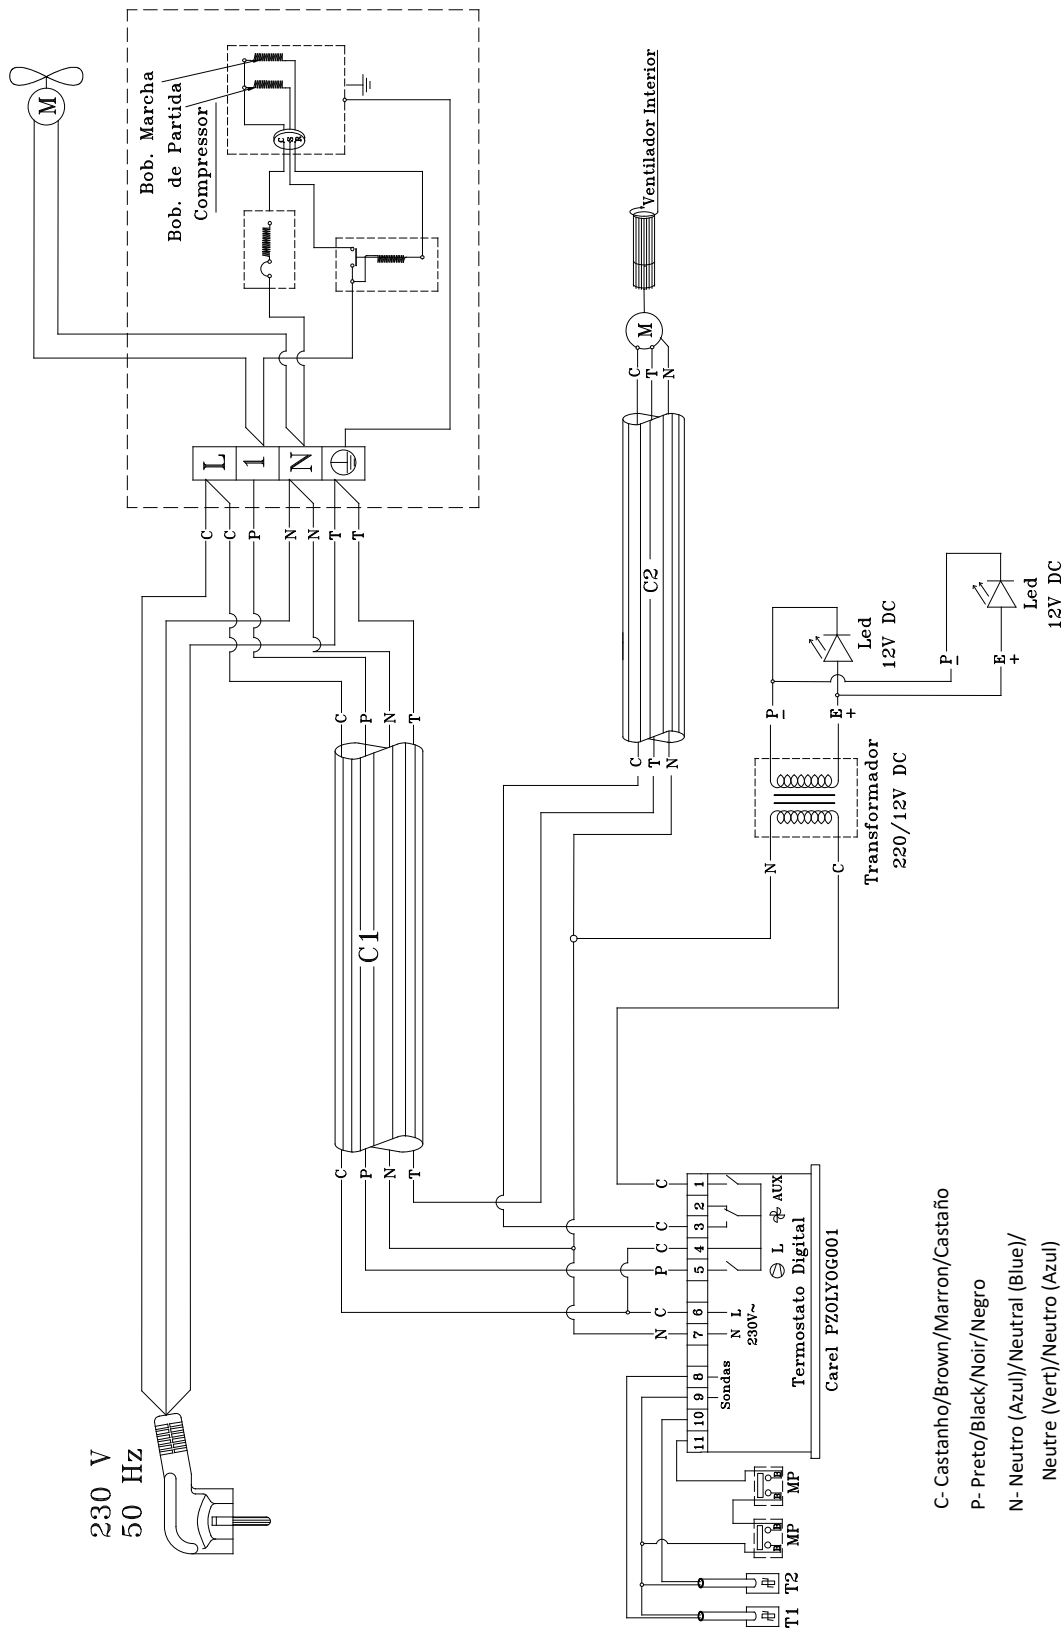 230 V
50 Hz
M
Bob. Marcha
Bob. de Partida
Compressor
C
S
R
L
1
N
C
C
P
N
N
T
T
C
P
N
T
C1
C
P
N
T
Ventilador Interior
M
C
T
N
C2
C
T
N
Led
12V DC
P
-
E
+
Led
12V DC
P
-
E
+
Transformador
220/12V DC
N
C
C
C
C
P
C
N
1
2
3
4
5
6
7
8
9
10
11
AUX
L
L
N
230V~
Sondas
Termostato Digital
Carel PZOLYOG001
MP
MP
T2
T1
C- Castanho/Brown/Marron/Castaño
P- Preto/Black/Noir/Negro
N- Neutro (Azul)/Neutral (Blue)/
Neutre (Vert)/Neutro (Azul)